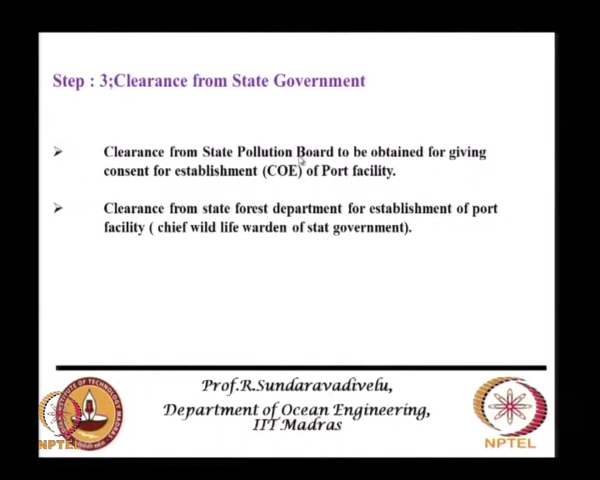 Step : 3;Clearance from State Government
Clearance from State Pollution Board to be obtained for giving
consent for establishment (COE) of Port facility.
Clearance from state forest department for establishment of port
facility ( chief wild life warden of stat government).
Prof.R.Sundaravadivelu,
Department of Ocean Engineering,
IIT Madras
NPTEL
NPTEL